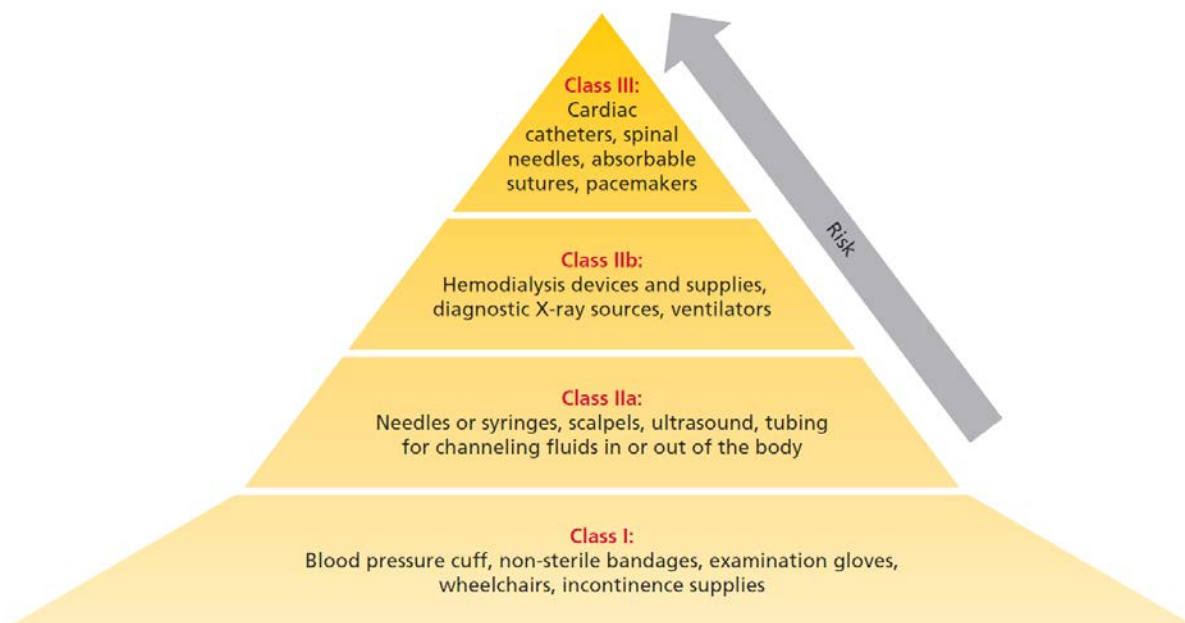 Class III:
Cardiac
catheters, spinal
needles, absorbable
sutures, pacemakers
Risk
Class IIb:
Hemodialysis devices and supplies,
diagnostic X-ray sources, ventilators
Class IIa:
Needles or syringes, scalpels, ultrasound, tubing
for channeling fluids in or out of the body
Class I:
Blood pressure cuff, non-sterile bandages, examination gloves,
wheelchairs, incontinence supplies